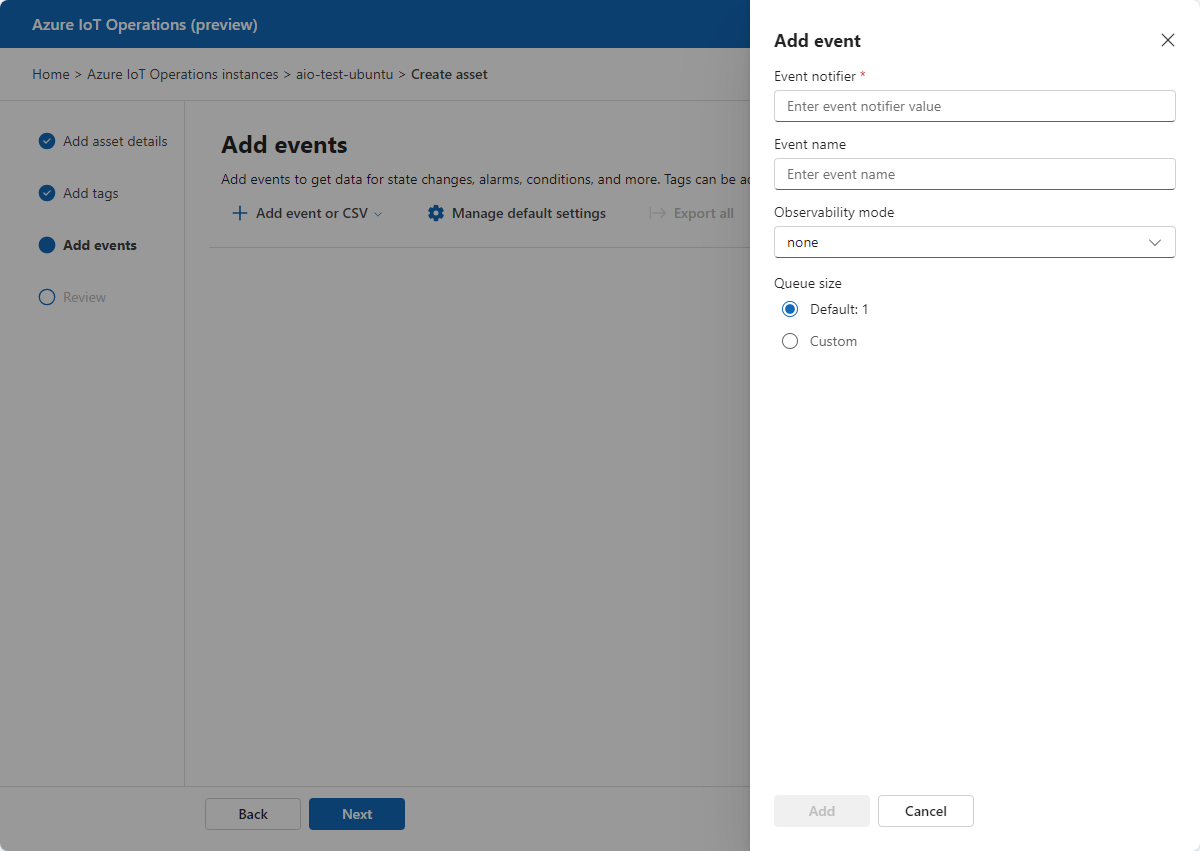 Azure IoT Operations (preview)
Home > Azure IoT Operations instances > aio-test-ubuntu > Create asset
Add asset details
Add tags
Add events
Review
Add events
Add events to get data for state changes, alarms, conditions, and more. Tags can be
Add event or CSV
Manage default settings
Export all
Back
Next
Add event
Event notifier *
Enter event notifier value
Event name
Enter event name
Observability mode
none
Queue size
Default: 1
Custom
Add
Cancel